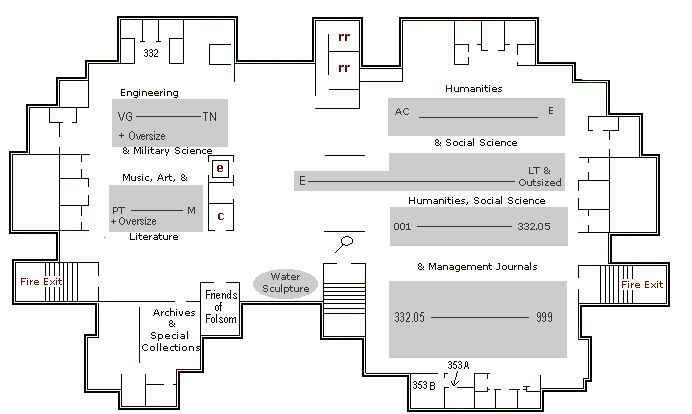 rr
rr
332
Engineering
VG TN
+ Oversize
& Military Science
Music, Art, &
PT M
+ Oversize
Literature
e
c
Humanities
AC E
& Social Science
E LT &
Outsized
Humanities, Social Science
001 332.05
& Management Journals
332.05 999
Fire Exit
Fire Exit
Water
Sculpture
Friends
of
Folsom
Archives
&
Special
Collections
353A
353B